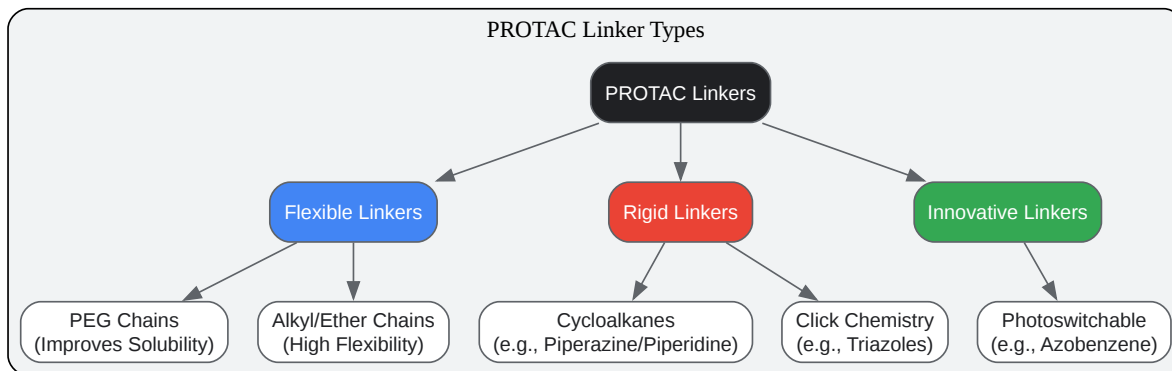 PROTAC Linker Types
PROTAC Linkers
Flexible Linkers
Rigid Linkers
Innovative Linkers
PEG Chains
(Improves Solubility)
Alkyl/Ether Chains
(High Flexibility)
Cycloalkanes
(e.g., Piperazine/Piperidine)
Click Chemistry
(e.g., Triazoles)
Photoswitchable
(e.g., Azobenzene)